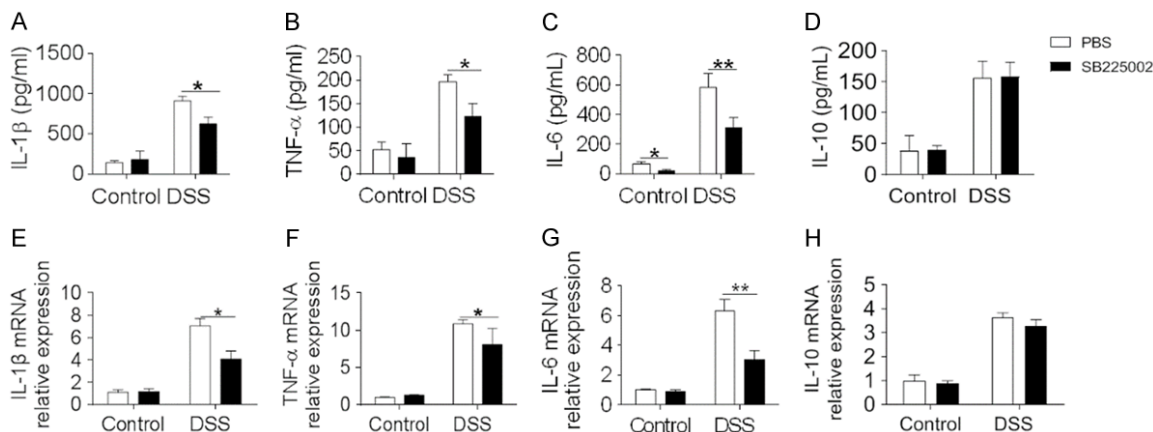 A
IL-1β (pg/ml)
1500
1000
500
0
*
Control DSS
B
TNF-α (pg/ml)
250
200
150
100
50
0
*
Control DSS
C
IL-6 (pg/mL)
800
600
400
200
0
*
**
Control DSS
D
IL-10 (pg/mL)
200
150
100
50
0
Control DSS
PBS
SB225002
E
IL-1β mRNA
relative expression
10
8
6
4
2
0
*
Control DSS
F
TNF-α mRNA
relative expression
15
10
5
0
*
Control DSS
G
IL-6 mRNA
relative expression
8
6
4
2
0
**
Control DSS
H
IL-10 mRNA
relative expression
5
4
3
2
1
0
Control DSS